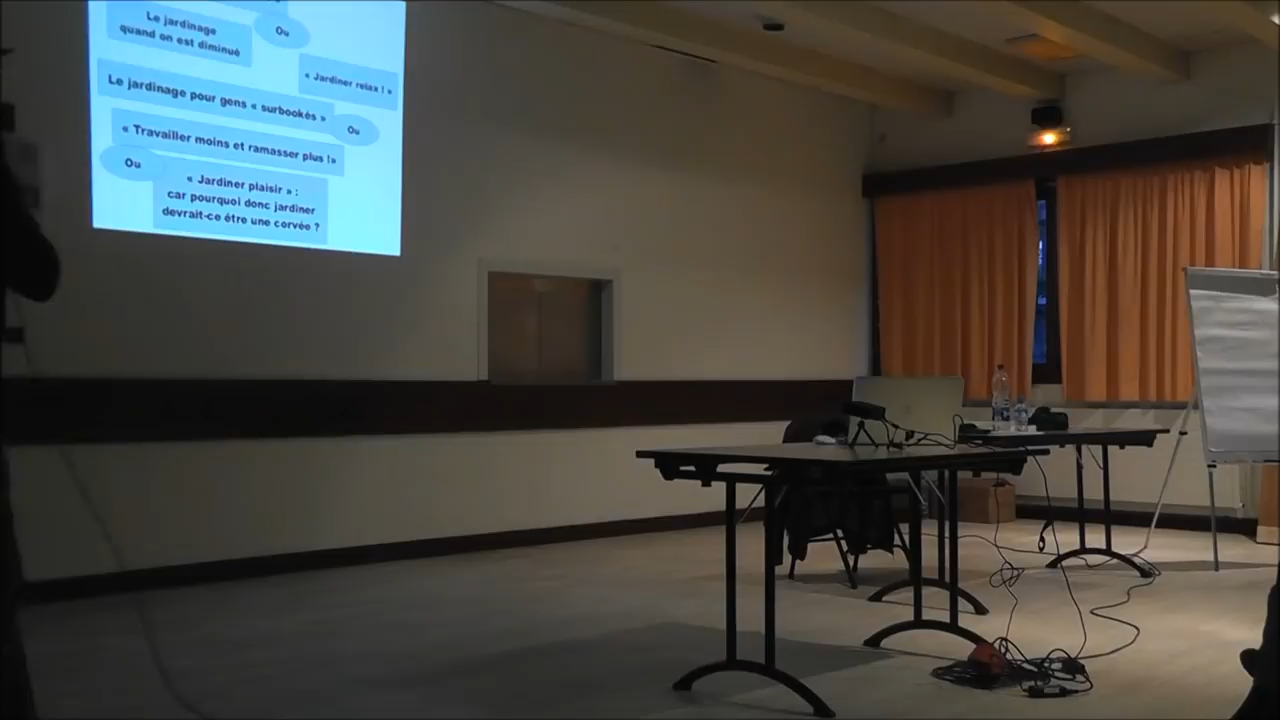 Le jardinage
quand on est diminué
Ou
« Jardiner relax ! »
Le jardinage pour gens « surbookés »
Ou
« Travailler moins et ramasser plus !»
Ou
« Jardiner plaisir » :
car pourquoi donc jardiner
devrait-ce être une corvée ?